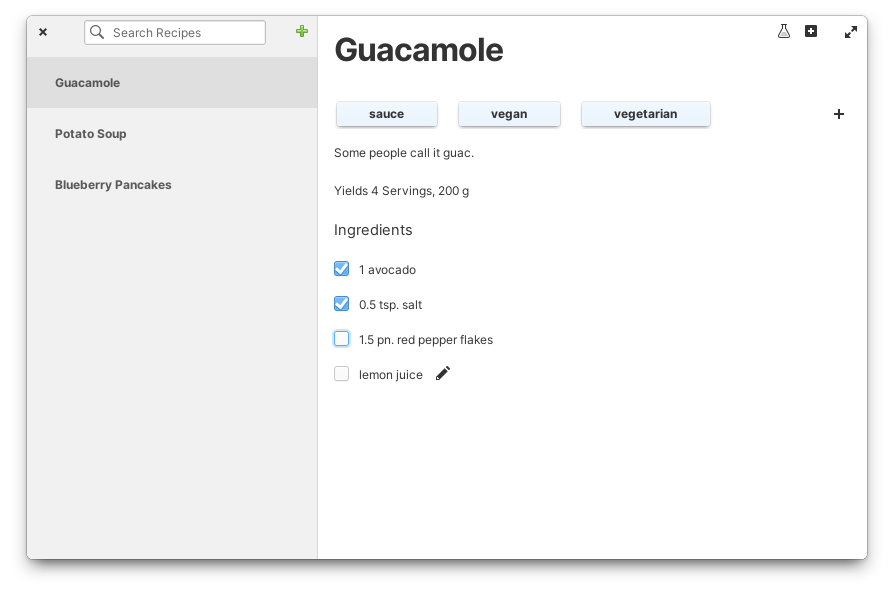 Search Recipes
Guacamole
Potato Soup
Blueberry Pancakes
Guacamole
sauce vegan vegetarian
Some people call it guac.
Yields 4 Servings, 200 g
Ingredients
1 avocado
0.5 tsp. salt
1.5 pn. red pepper flakes
lemon juice